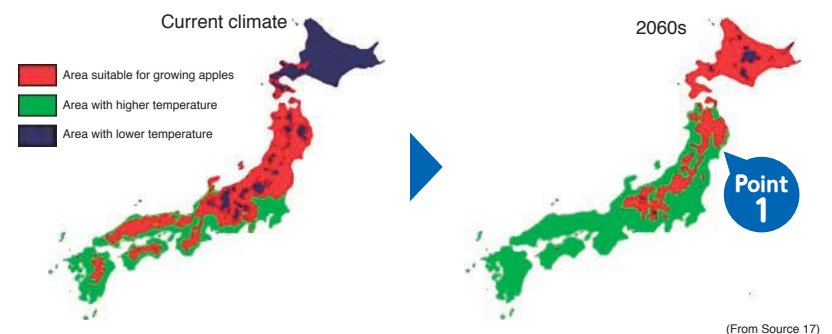 Current climate
2060s
Area suitable for growing apples
Area with higher temperature
Area with lower temperature
Point
1
(From Source 17)